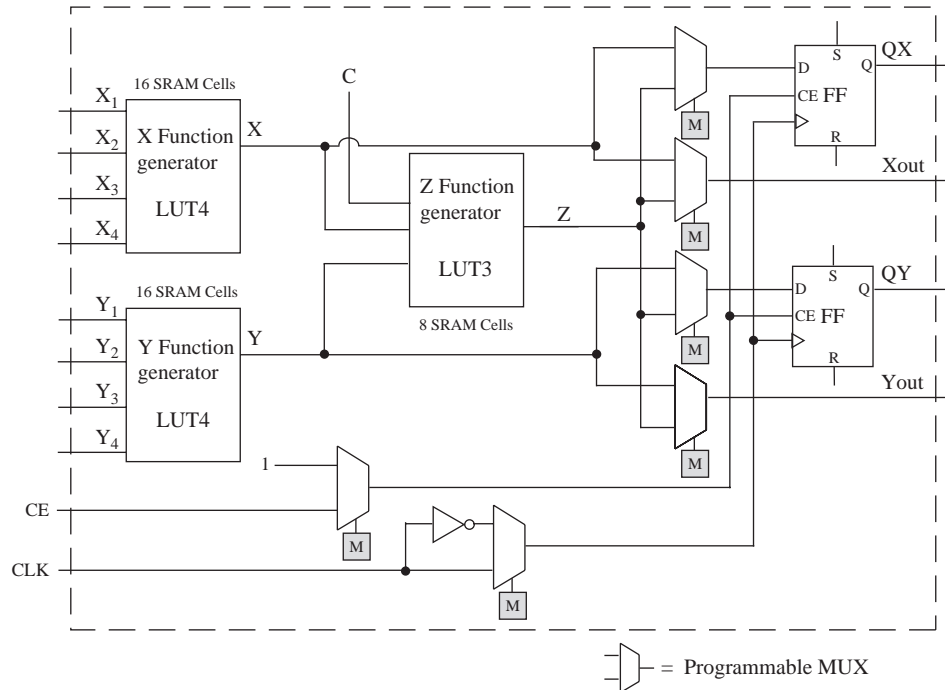 16 SRAM Cells
X₁
X₂
X₃
X₄
X Function
generator
LUT4
X
C
Z Function
generator
LUT3
8 SRAM Cells
Z
16 SRAM Cells
Y₁
Y₂
Y₃
Y₄
Y Function
generator
LUT4
Y
M
M
M
M
S
D
Q
CE
FF
R
QX
Xout
S
D
Q
CE
FF
R
QY
Yout
1
CE
M
CLK
M
= Programmable MUX